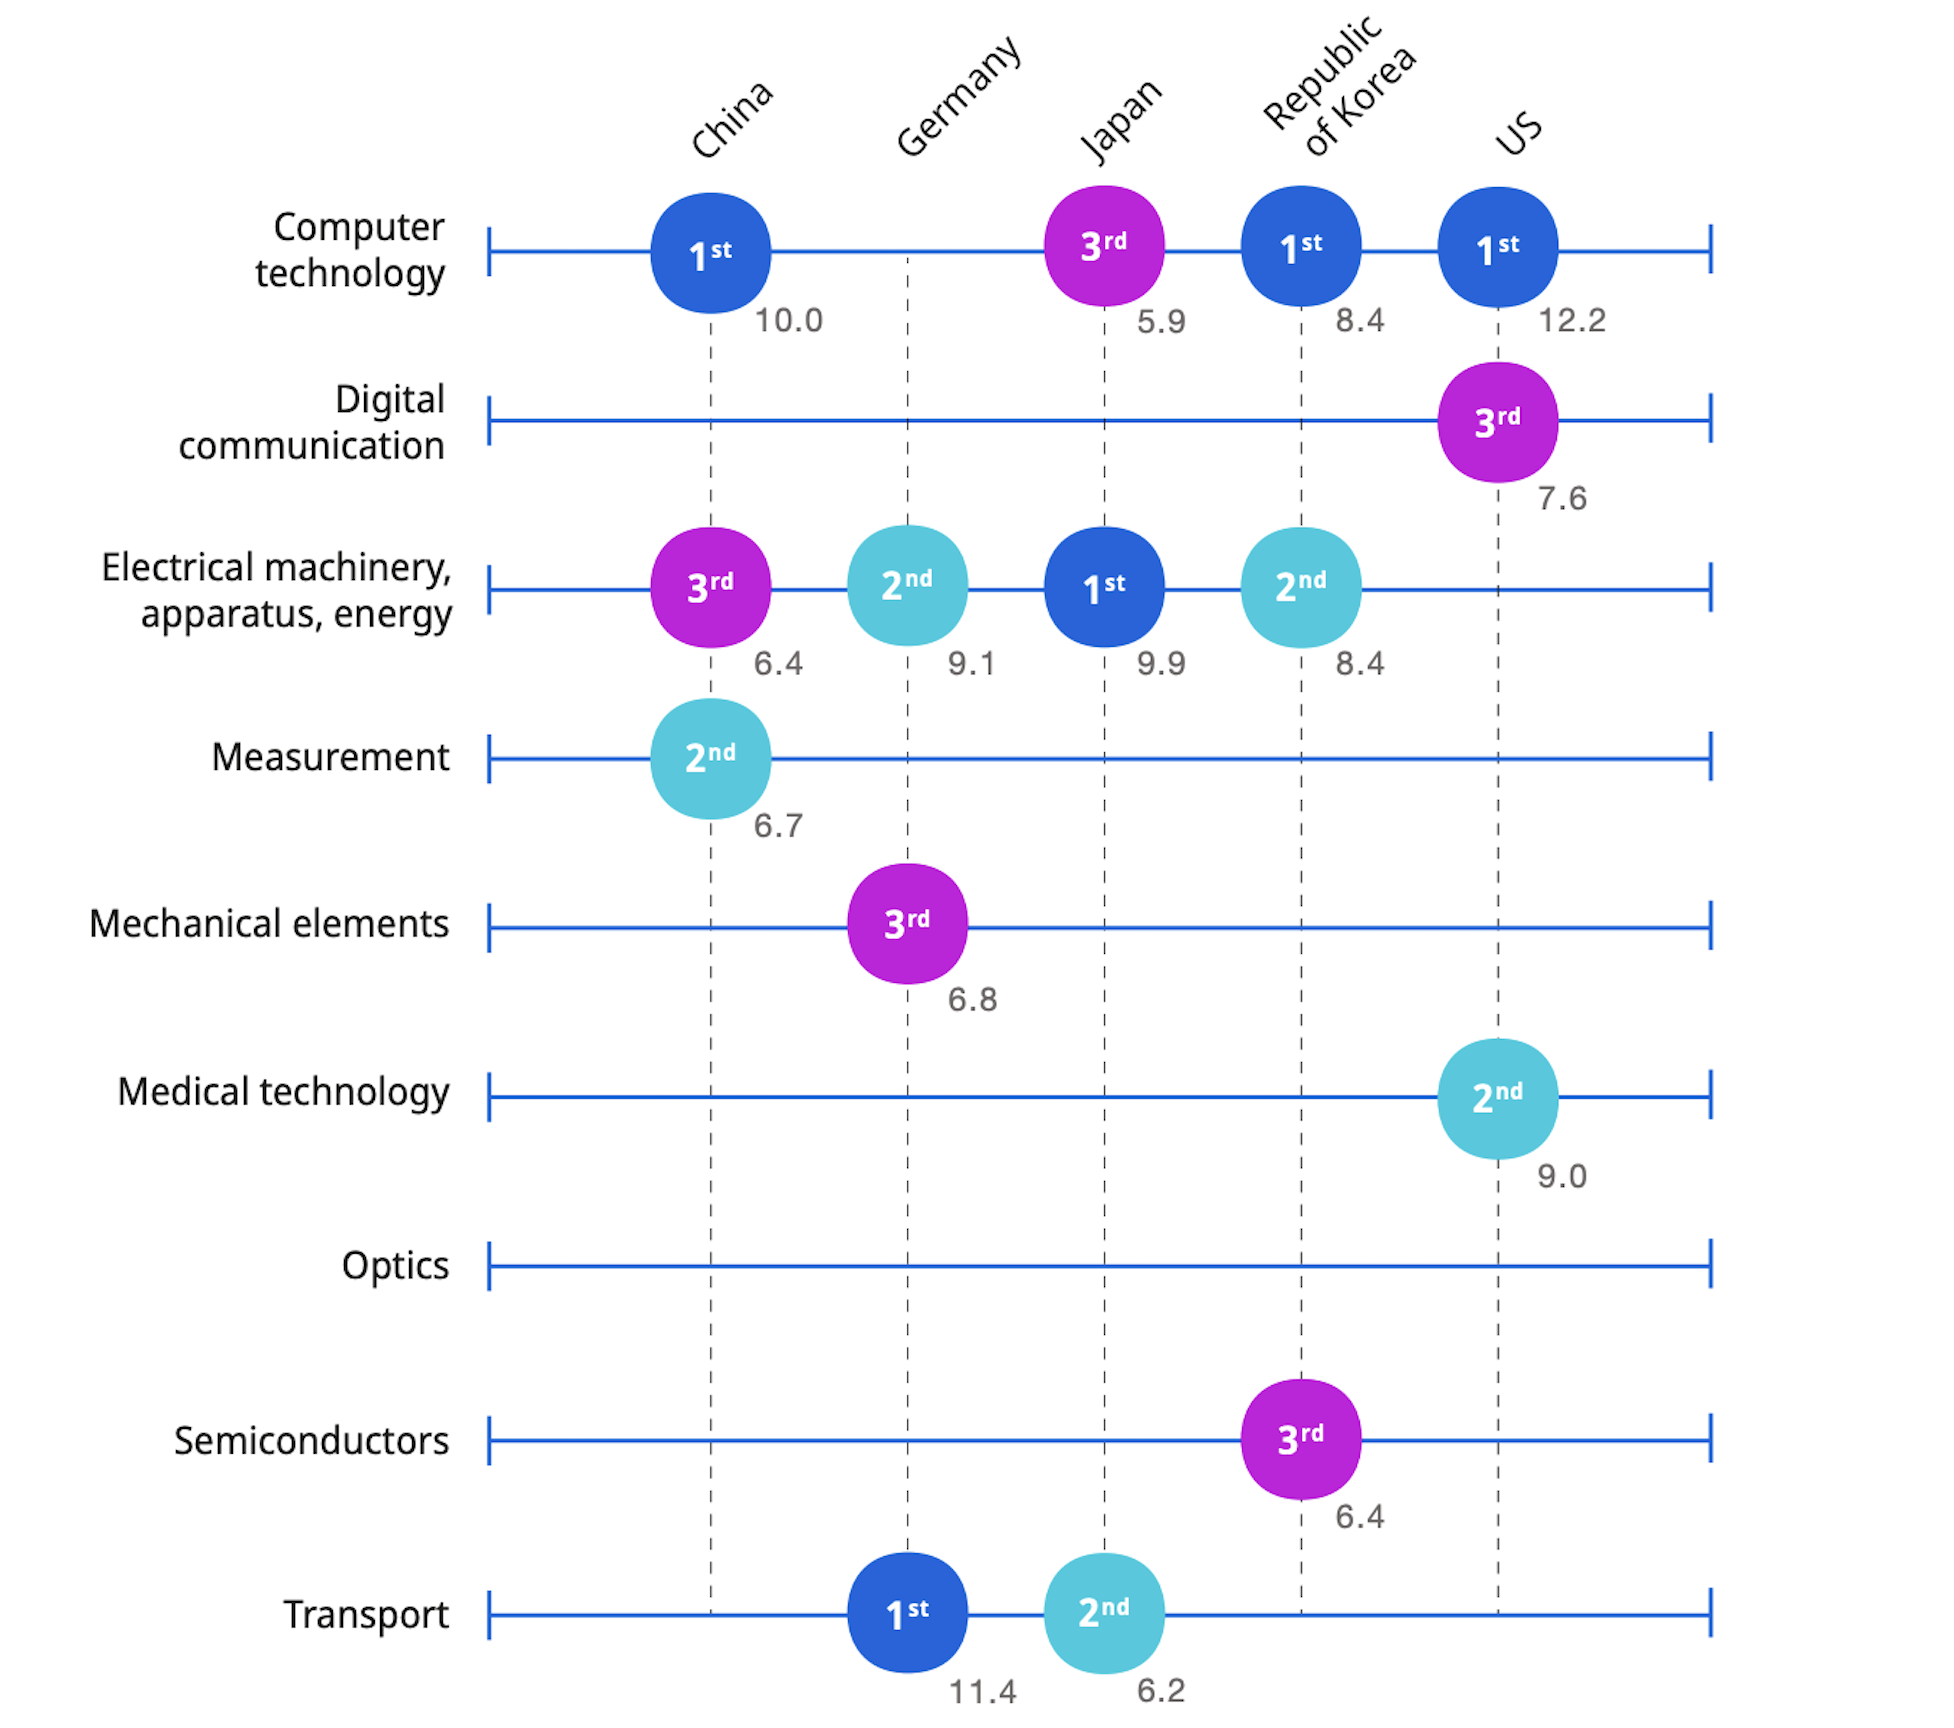 China
Germany
Japan
Republic
of Korea
US
Computer
technology
1st
3rd
1st
1st
10.0
5.9
8.4
12.2
Digital
communication
3rd
7.6
Electrical machinery,
apparatus, energy
3rd
2nd
1st
2nd
6.4
9.1
9.9
8.4
Measurement
2nd
6.7
Mechanical elements
3rd
6.8
Medical technology
2nd
9.0
Optics
Semiconductors
3rd
6.4
Transport
1st
2nd
11.4
6.2